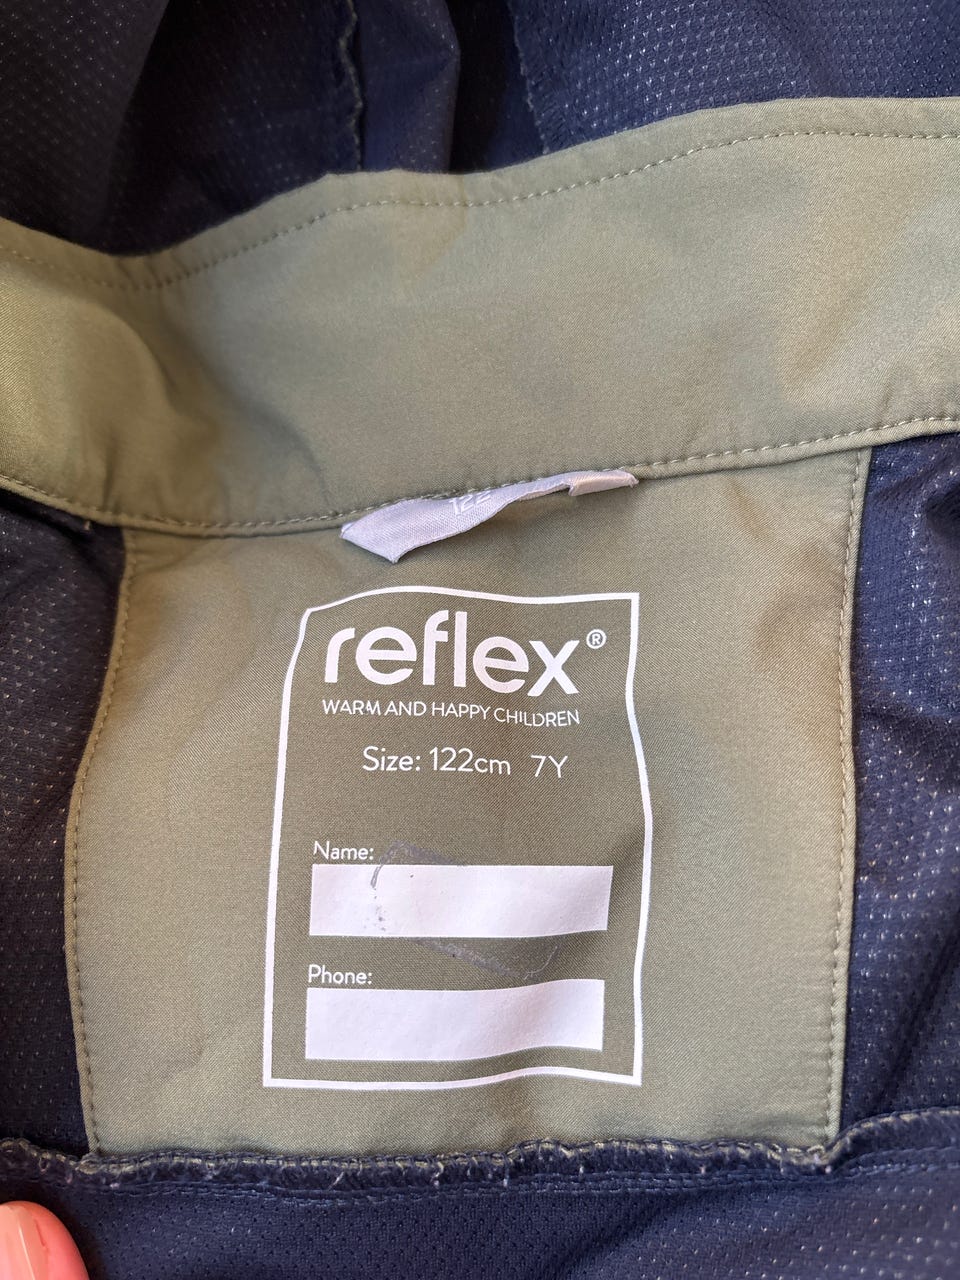 122
reflex®
WARM AND HAPPY CHILDREN
Size: 122cm 7Y
Name:
Phone: